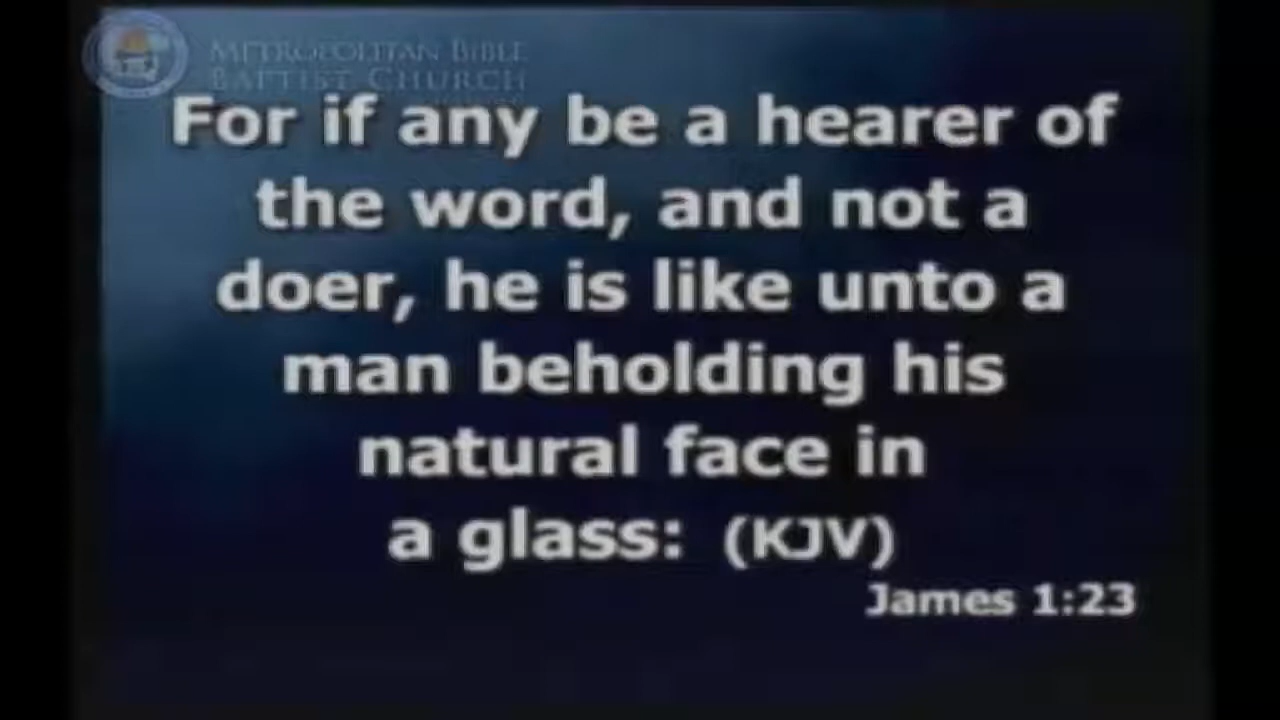 METROPOLITAN BIBLE
BAPTIST CHURCH
For if any be a hearer of
the word, and not a
doer, he is like unto a
man beholding his
natural face in
a glass: (KJV)
James 1:23